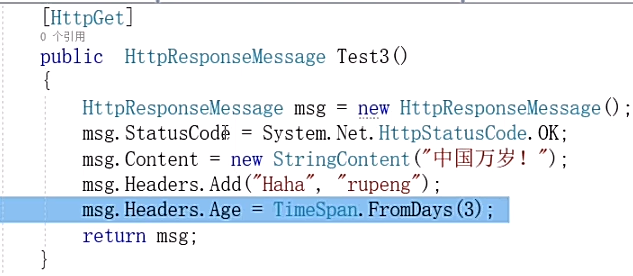 [HttpGet]
0 个引用
public HttpResponseMessage Test3()
{
HttpResponseMessage msg = new HttpResponseMessage();
msg.StatusCode = System.Net.HttpStatusCode.OK;
msg.Content = new StringContent("中国万岁！");
msg.Headers.Add("Haha", "rupeng");
msg.Headers.Age = TimeSpan.FromDays(3);
return msg;
}